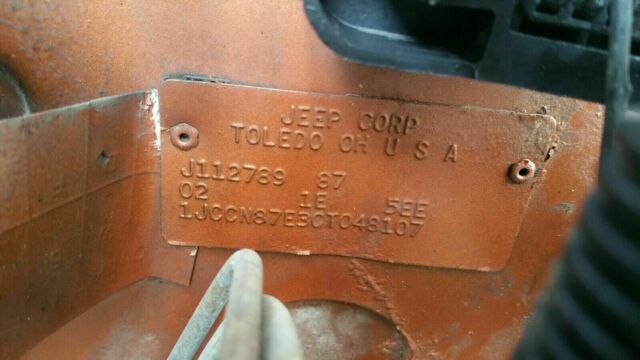 JEEP CORP
TOLEDO OH U S A
J112789 87
02 1E 5EE
1JCCN87E3CT048107